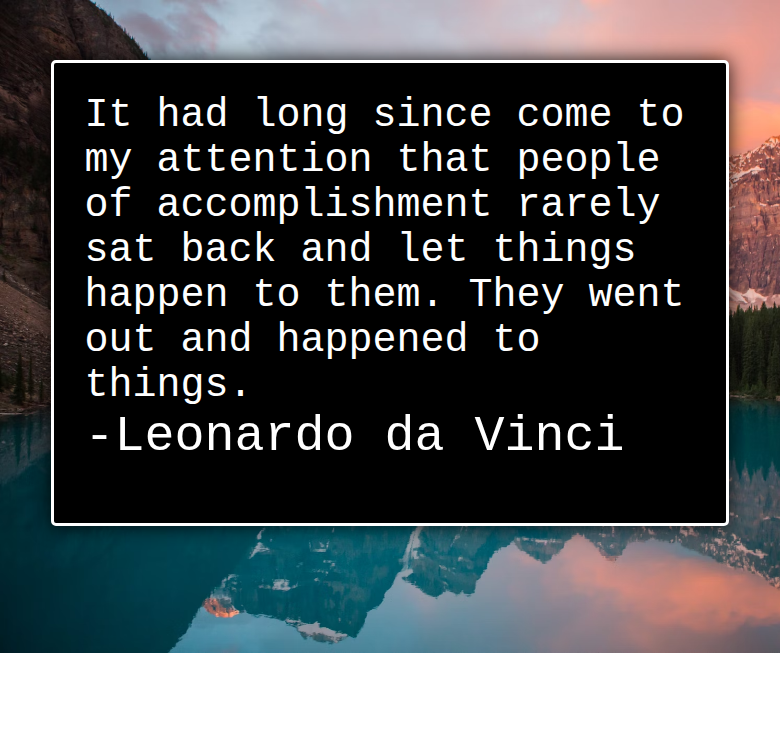 It had long since come to
my attention that people
of accomplishment rarely
sat back and let things
happen to them. They went
out and happened to
things.
-Leonardo da Vinci